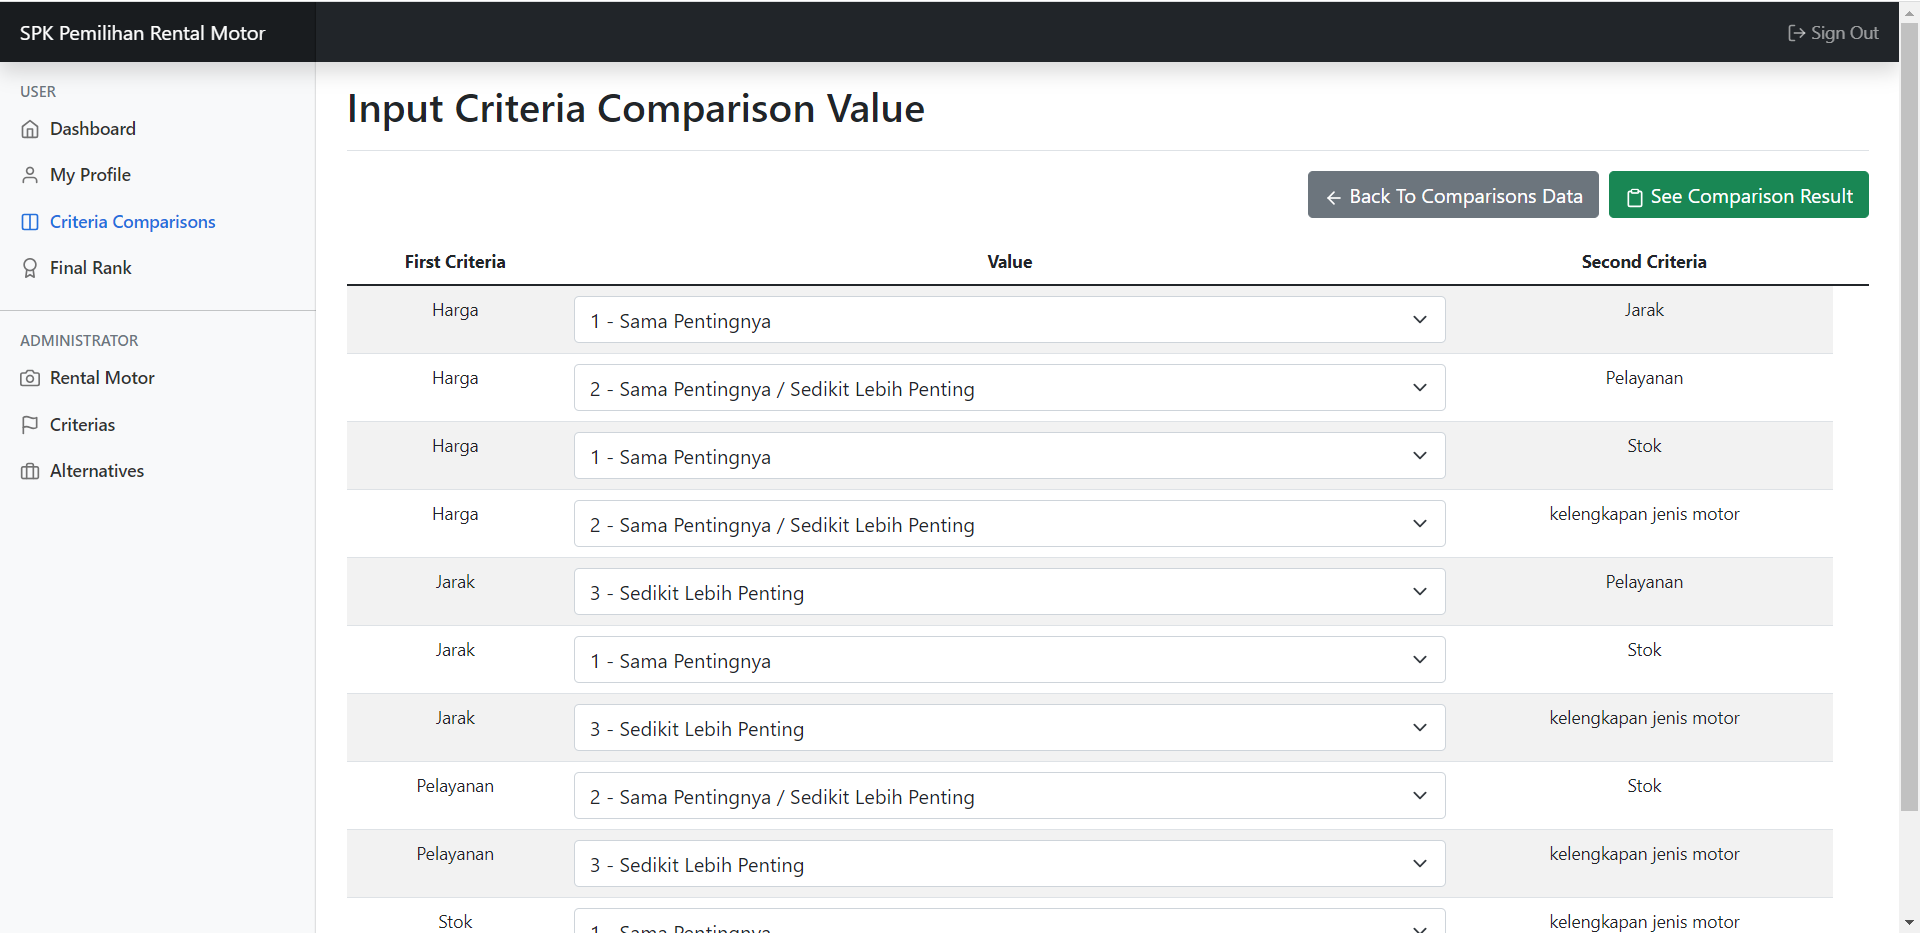 SPK Pemilihan Rental Motor
Sign Out
USER
Dashboard
My Profile
Criteria Comparisons
Final Rank
ADMINISTRATOR
Rental Motor
Criterias
Alternatives
Input Criteria Comparison Value
Back To Comparisons Data
See Comparison Result
First Criteria Value Second Criteria
Harga 1 - Sama Pentingnya Jarak
Harga 2 - Sama Pentingnya / Sedikit Lebih Penting Pelayanan
Harga 1 - Sama Pentingnya Stok
Harga 2 - Sama Pentingnya / Sedikit Lebih Penting kelengkapan jenis motor
Jarak 3 - Sedikit Lebih Penting Pelayanan
Jarak 1 - Sama Pentingnya Stok
Jarak 3 - Sedikit Lebih Penting kelengkapan jenis motor
Pelayanan 2 - Sama Pentingnya / Sedikit Lebih Penting Stok
Pelayanan 3 - Sedikit Lebih Penting kelengkapan jenis motor
Stok 1 - Sama Pentingnya kelengkapan jenis motor